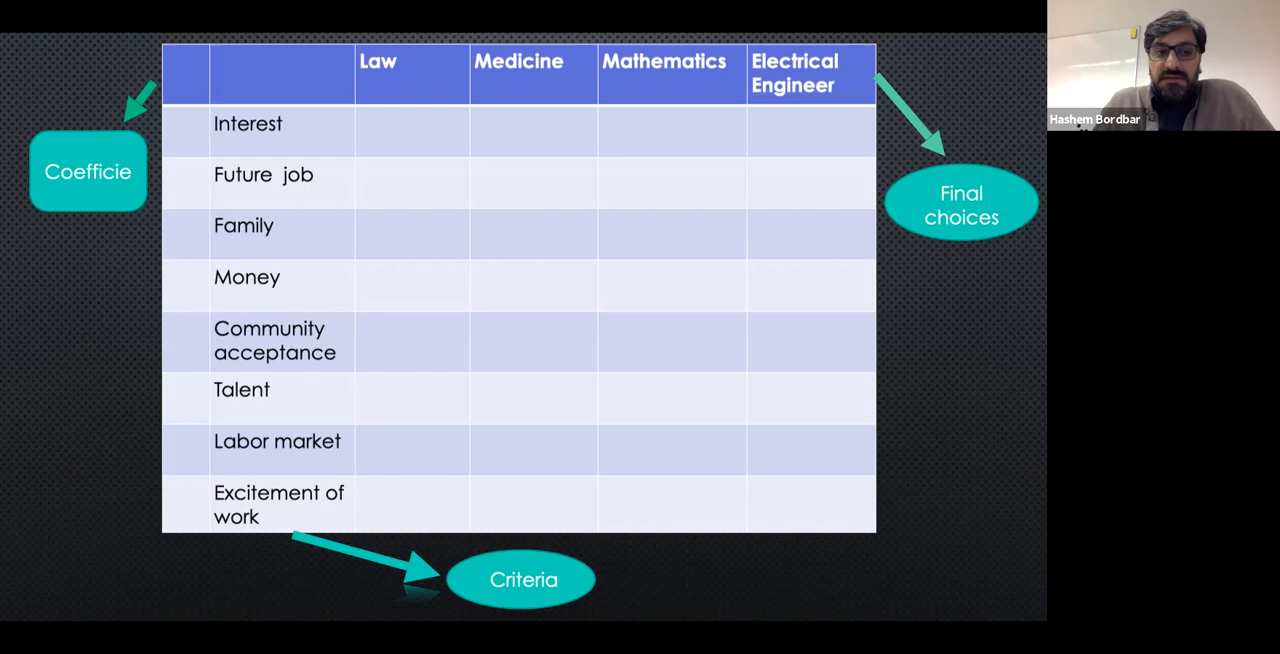 Law
Medicine
Mathematics
Electrical
Engineer
Interest
Future job
Family
Money
Community
acceptance
Talent
Labor market
Excitement of
work
Coefficie
Final
choices
Criteria
Hashem Bordbar